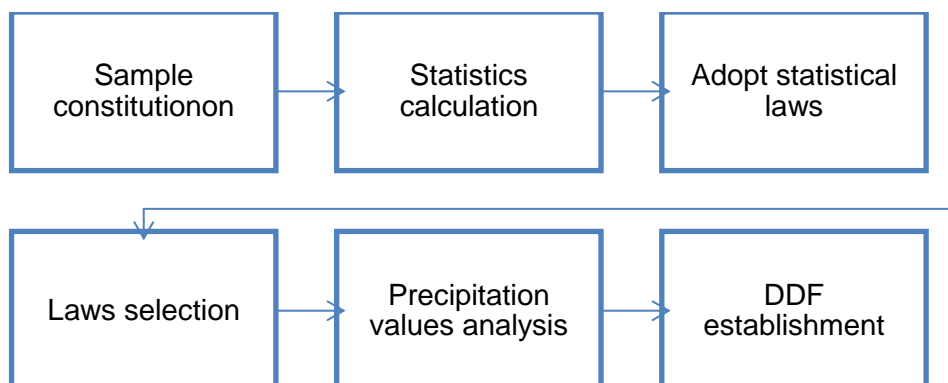 Sample
constitutionon
Statistics
calculation
Adopt statistical
laws
Laws selection
Precipitation
values analysis
DDF
establishment